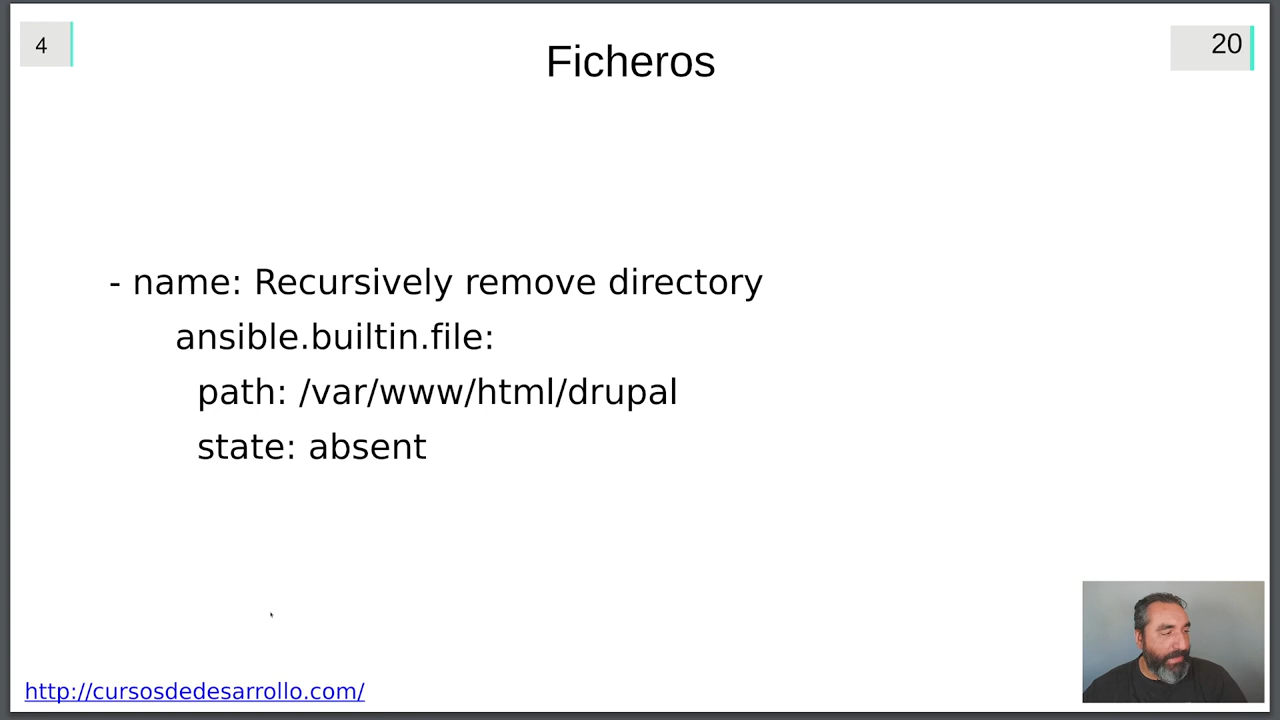 4
Ficheros
20
- name: Recursively remove directory
ansible.builtin.file:
path: /var/www/html/drupal
state: absent
http://cursosdedesarrollo.com/